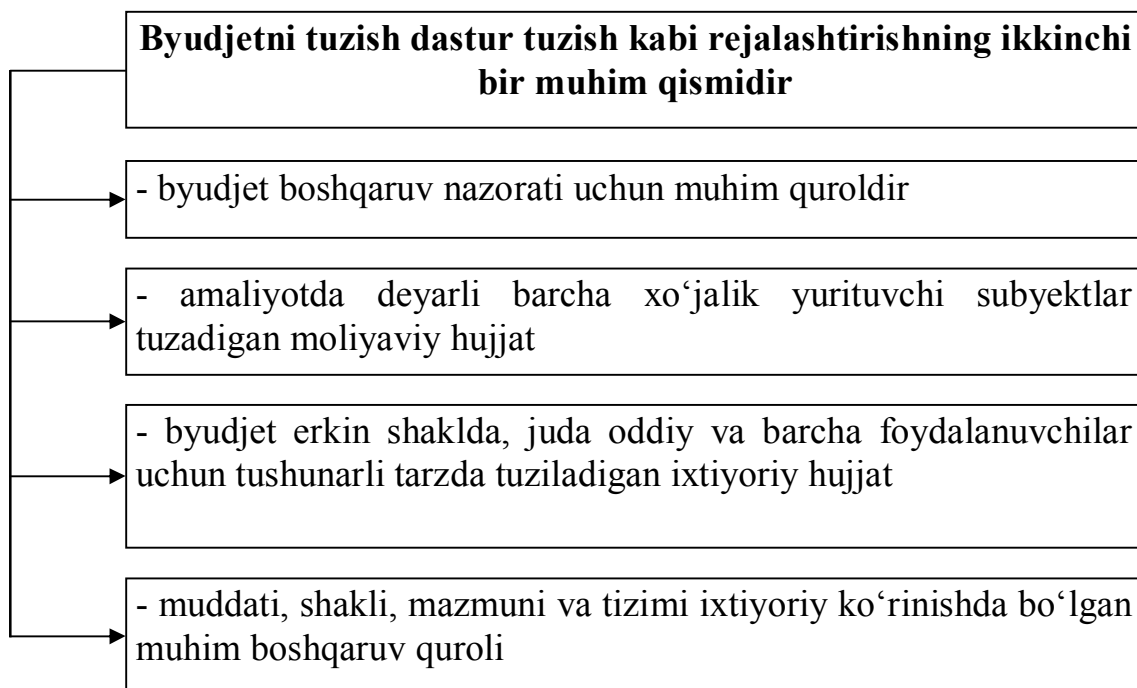 Byudjetni tuzish dastur tuzish kabi rejalashtirishning ikkinchi
bir muhim qismidir
- byudjet boshqaruv nazorati uchun muhim quroldir
- amaliyotda deyarli barcha xo‘jalik yurituvchi subyektlar
tuzadigan moliyaviy hujjat
- byudjet erkin shaklda, juda oddiy va barcha foydalanuvchilar
uchun tushunarli tarzda tuziladigan ixtiyoriy hujjat
- muddati, shakli, mazmuni va tizimi ixtiyoriy ko‘rinishda bo‘lgan
muhim boshqaruv quroli